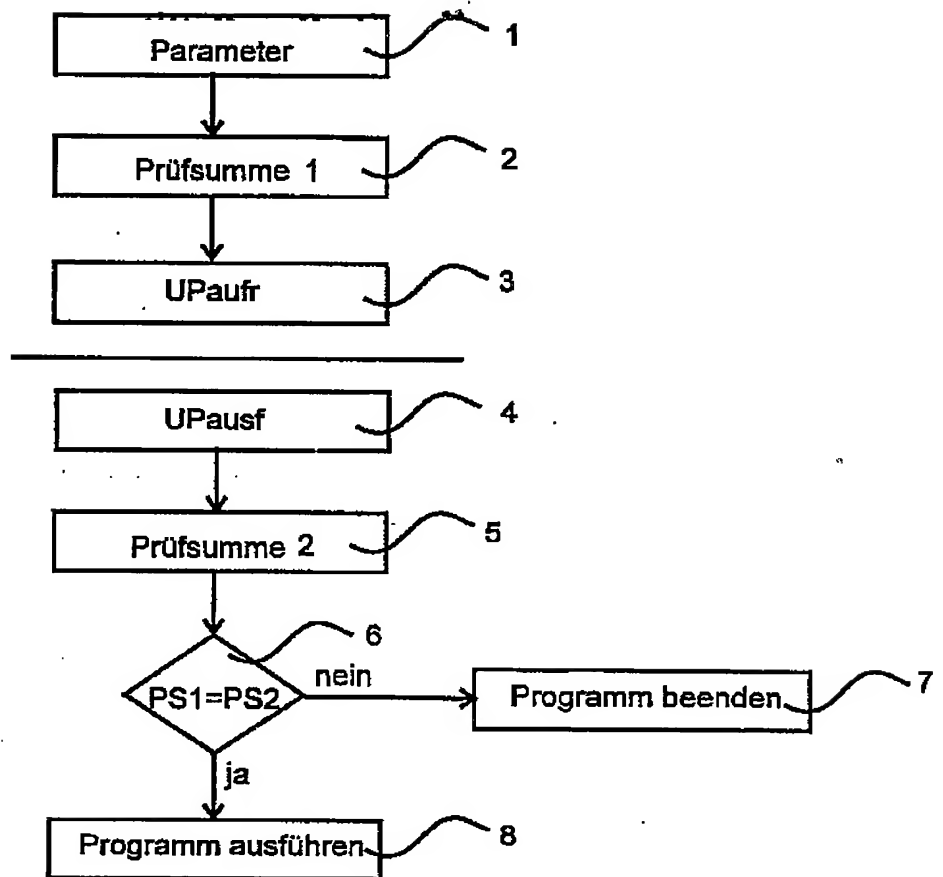 Parameter 1
Prüfsumme 1 2
UPaufr 3
UPausf 4
Prüfsumme 2 5
6
PS1=PS2 nein Programm beenden 7
ja
Programm ausführen 8